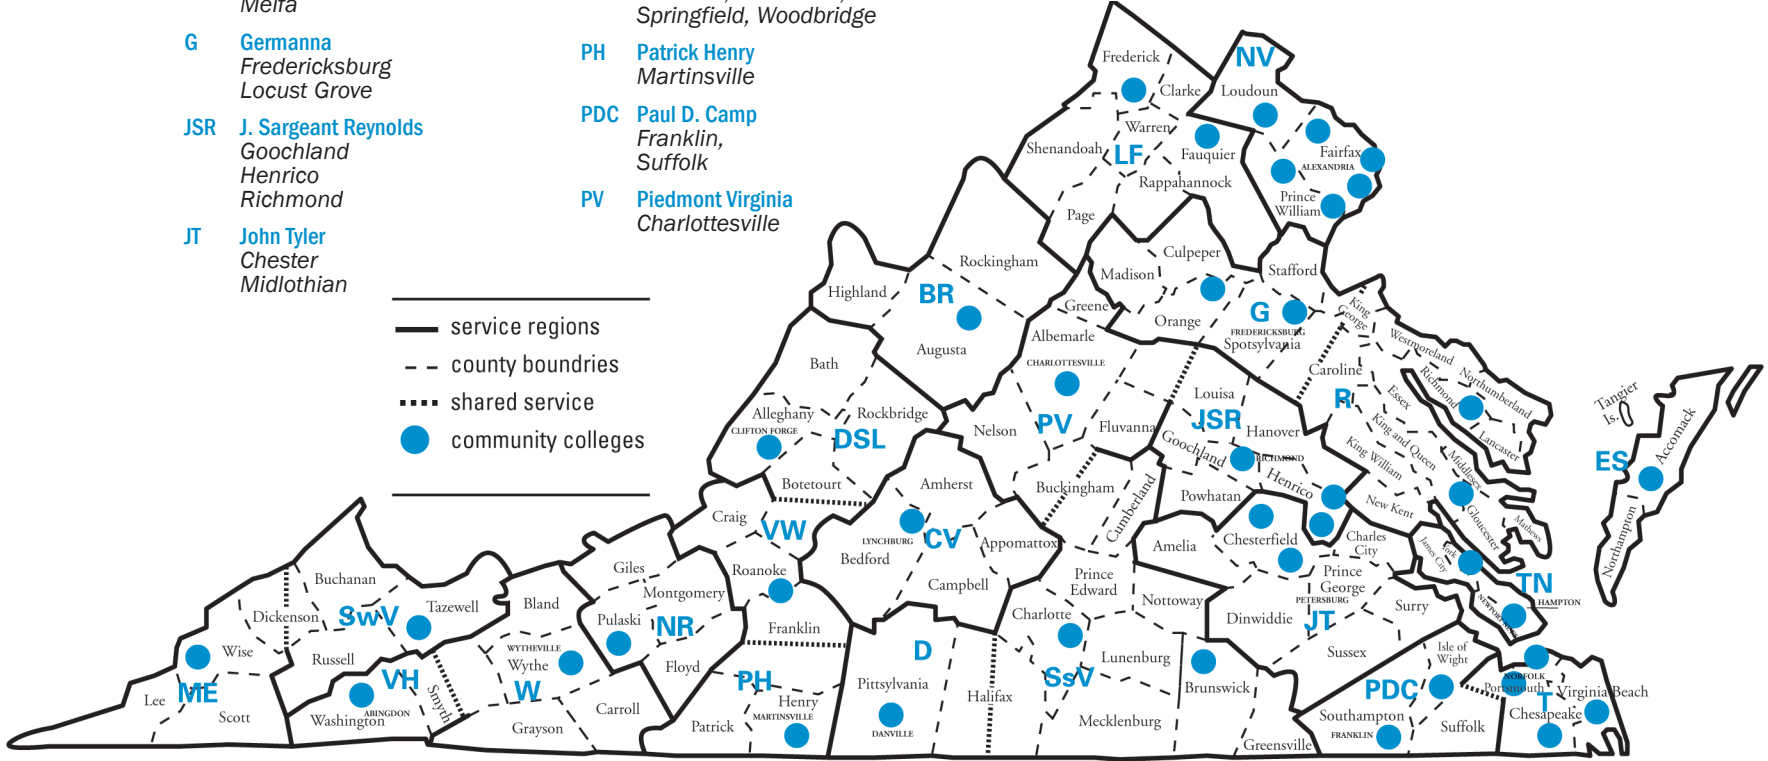 Melfa
G Germanna
Fredericksburg
Locust Grove
JSR J. Sargeant Reynolds
Goochland
Henrico
Richmond
JT John Tyler
Chester
Midlothian
Springfield, Woodbridge
PH Patrick Henry
Martinsville
PDC Paul D. Camp
Franklin,
Suffolk
PV Piedmont Virginia
Charlottesville
service regions
county boundries
shared service
community colleges
Frederick
NV
Clarke
Loudoun
Warren
Shenandoah
LF
Fauquier
Fairfax
ALEXANDRIA
Rappahannock
Prince
William
Page
Culpeper
Rockingham
Madison
Stafford
Highland
BR
Greene
G
King
George
Orange
FREDERICKSBURG
Spotsylvania
Albemarle
Augusta
Westmoreland
Bath
CHARLOTTESVILLE
Caroline
Richmond
Northumberland
Louisa
R
Essex
Tangier
Is.
Alleghany
Rockbridge
CLIFTON FORGE
DSL
Nelson
PV
Fluvanna
JSR
Hanover
King and Queen
Lancaster
Accomack
Goochland
RICHMOND
King William
Middlesex
ES
Botetourt
Amherst
Buckingham
Cumberland
Powhatan
Henrico
New Kent
Gloucester
Mathews
Northampton
Craig
VW
LYNCHBURG
CV
Appomattox
Bedford
Amelia
Chesterfield
Charles
City
James City
York
Giles
Roanoke
Campbell
Prince
Edward
Prince
George
TN
Buchanan
Montgomery
Bland
Nottoway
PETERSBURG
HAMPTON
NEWPORT NEWS
Dickenson
SwV
Tazewell
Pulaski
NR
Franklin
Charlotte
Dinwiddie
JT
Surry
Wise
Russell
WYTHEVILLE
Wythe
Floyd
D
Lunenburg
Sussex
Isle of
Wight
ME
VH
Smyth
W
PH
Pittsylvania
Halifax
SsV
Brunswick
PDC
NORFOLK
Portsmouth
T
Virginia Beach
Lee
Scott
Washington
ABINGDON
Grayson
Carroll
Patrick
Henry
MARTINSVILLE
DANVILLE
Mecklenburg
Greensville
Southampton
FRANKLIN
Suffolk
Chesapeake